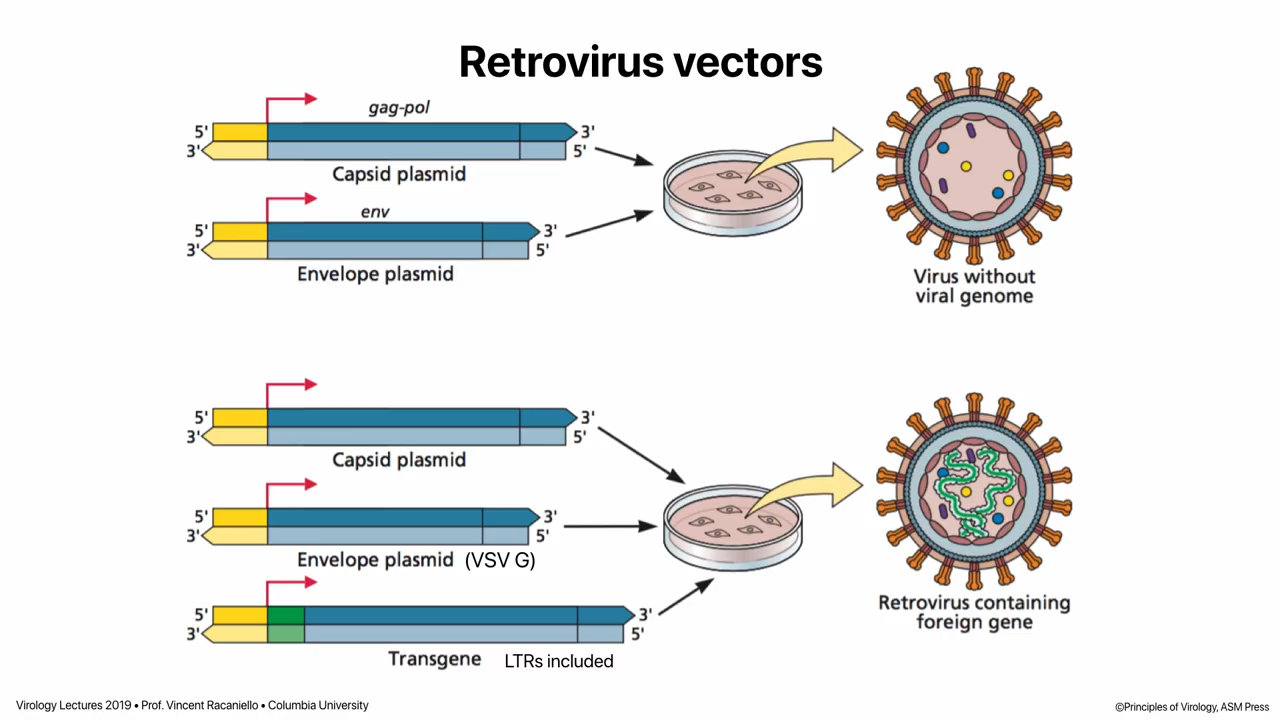 Retrovirus vectors
gag-pol
5' 3'
3' 5'
Capsid plasmid
env
5' 3'
3' 5'
Envelope plasmid
Virus without
viral genome
5' 3'
3' 5'
Capsid plasmid
5' 3'
3' 5'
Envelope plasmid (VSV G)
5' 3'
3' 5'
Transgene LTRs included
Retrovirus containing
foreign gene
Virology Lectures 2019 • Prof. Vincent Racaniello • Columbia University
©Principles of Virology, ASM Press